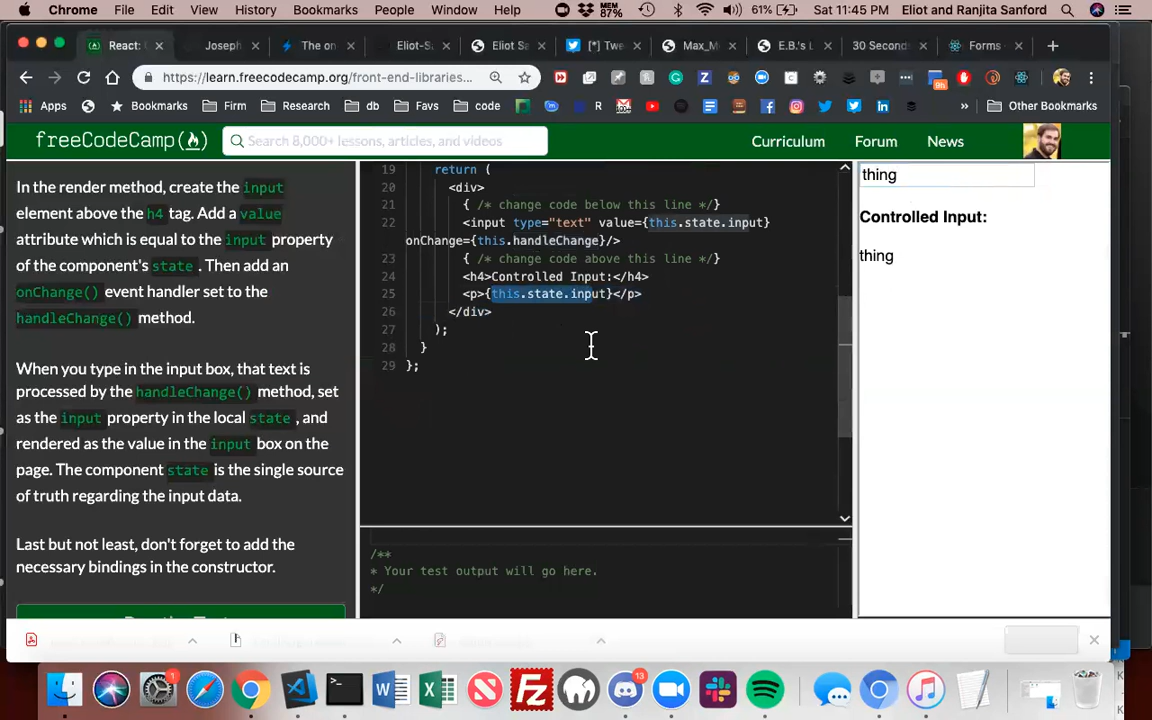 Chrome File Edit View History Bookmarks People Window Help MEM 87% 61% Sat 11:45 PM Eliot and Ranjita Sanford
React: Joseph The on Eliot-S Eliot Sa [*] Twe Max_M E.B.'s L 30 Second Forms
https://learn.freecodecamp.org/front-end-libraries...
Apps Bookmarks Firm Research db Favs code R 100+ » Other Bookmarks
freeCodeCamp Search 8,000+ lessons, articles, and videos Curriculum Forum News
In the render method, create the input
element above the h4 tag. Add a value
attribute which is equal to the input property
of the component's state . Then add an
onChange() event handler set to the
handleChange() method.
When you type in the input box, that text is
processed by the handleChange() method, set
as the input property in the local state , and
rendered as the value in the input box on the
page. The component state is the single source
of truth regarding the input data.
Last but not least, don't forget to add the
necessary bindings in the constructor.
19 return (
20 <div>
21 { /* change code below this line */}
22 <input type="text" value={this.state.input}
onChange={this.handleChange}/>
23 { /* change code above this line */}
24 <h4>Controlled Input:</h4>
25 <p>{this.state.input}</p>
26 </div>
27 );
28 }
29 };
/**
* Your test output will go here.
*/
thing
Controlled Input:
thing
1
13